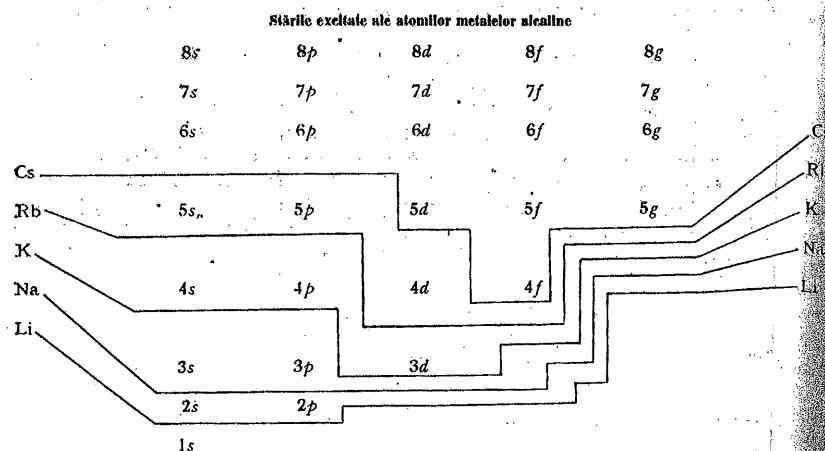 Stările excitate ale atomilor metalelor alcaline
8s 8p 8d 8f 8g
7s 7p 7d 7f 7g
6s 6p 6d 6f 6g
Cs
Rb 5s 5p 5d 5f 5g
K K
Na 4s 4p 4d 4f Na
Li Li
3s 3p 3d
2s 2p
1s